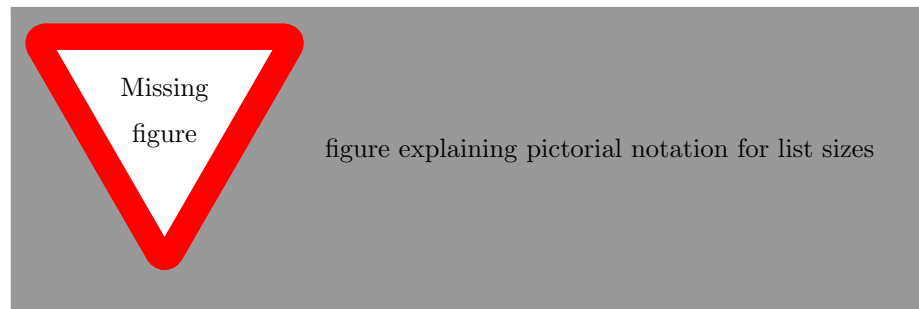 Missing
figure
figure explaining pictorial notation for list sizes